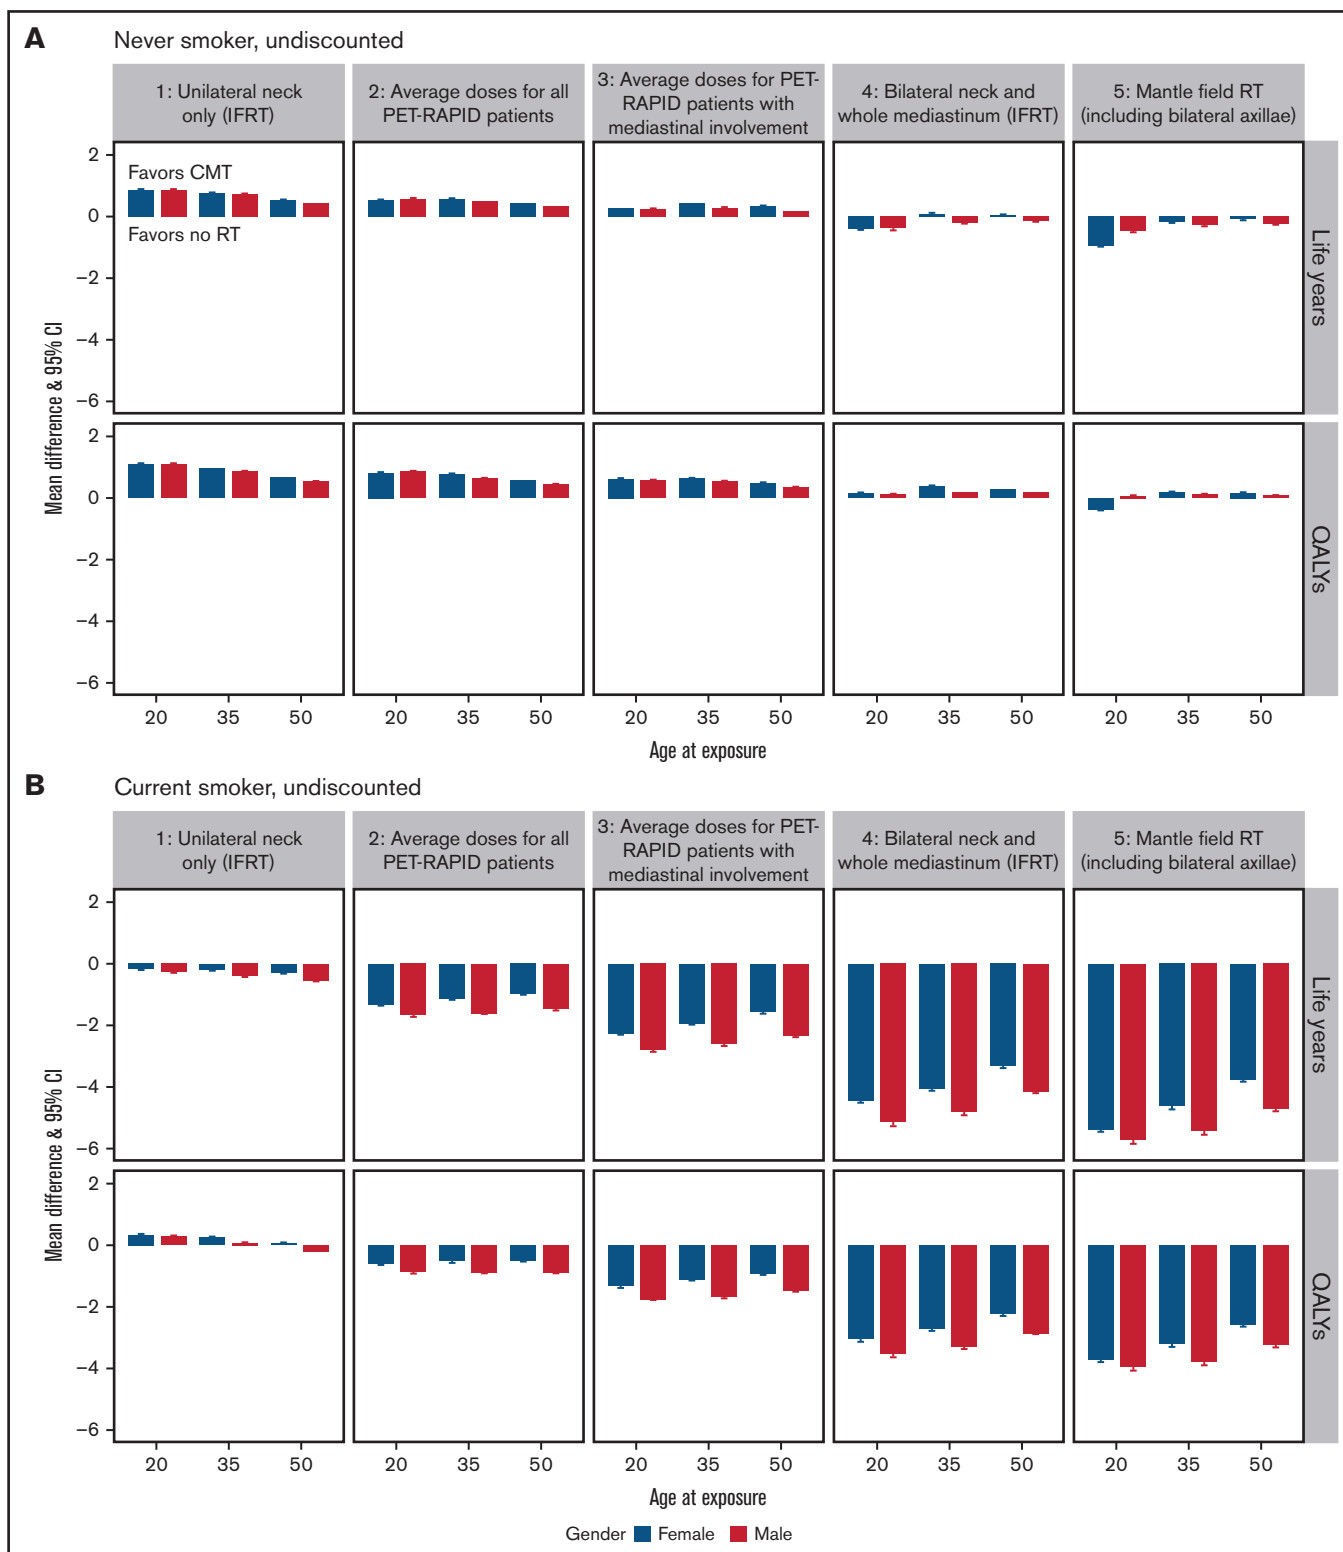 A
Never smoker, undiscounted
1: Unilateral neck
only (IFRT)
2: Average doses for all
PET-RAPID patients
3: Average doses for PET-
RAPID patients with
mediastinal involvement
4: Bilateral neck and
whole mediastinum (IFRT)
5: Mantle field RT
(including bilateral axillae)
2
0
−2
−4
−6
Favors CMT
Favors no RT
Life years
Mean difference & 95% CI
2
0
−2
−4
−6
QALYs
20 35 50
20 35 50
20 35 50
20 35 50
20 35 50
Age at exposure
B
Current smoker, undiscounted
1: Unilateral neck
only (IFRT)
2: Average doses for all
PET-RAPID patients
3: Average doses for PET-
RAPID patients with
mediastinal involvement
4: Bilateral neck and
whole mediastinum (IFRT)
5: Mantle field RT
(including bilateral axillae)
2
0
−2
−4
−6
Life years
Mean difference & 95% CI
2
0
−2
−4
−6
QALYs
20 35 50
20 35 50
20 35 50
20 35 50
20 35 50
Age at exposure
Gender Female Male